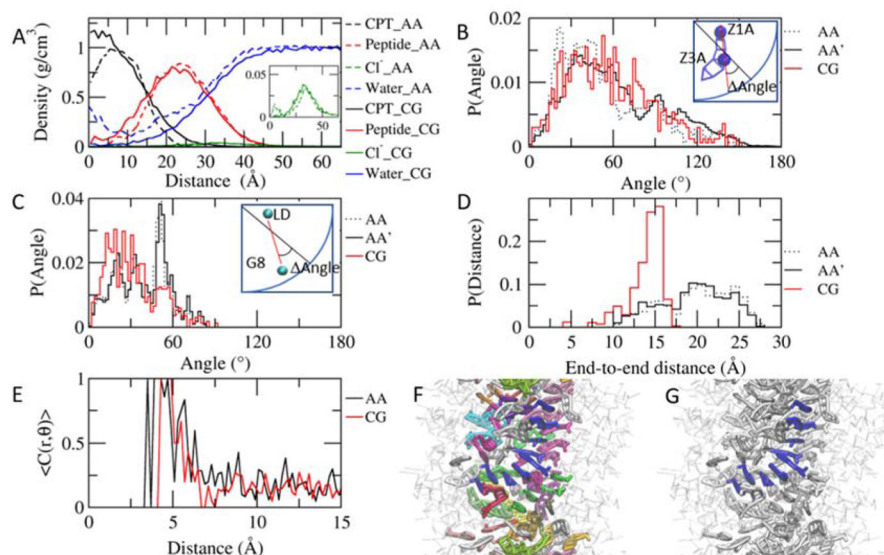 A
Density (g/cm³)
1
0.5
0
0 10 20 30 40 50 60
Distance (Å)
0.05
0
0 50
CPT_AA
Peptide_AA
Cl⁻_AA
Water_AA
CPT_CG
Peptide_CG
Cl⁻_CG
Water_CG
B
P(Angle)
0.02
0.01
0
0 60 120 180
Angle (°)
Z1A
Z3A
ΔAngle
AA
AA'
CG
C
P(Angle)
0.04
0.02
0
0 60 120 180
Angle (°)
LD
G8
ΔAngle
AA
AA'
CG
D
P(Distance)
0.2
0.1
0
0 5 10 15 20 25 30
End-to-end distance (Å)
AA
AA'
CG
E
<C(r,θ)>
1
0.5
0
0 5 10 15
Distance (Å)
AA
CG
F
G